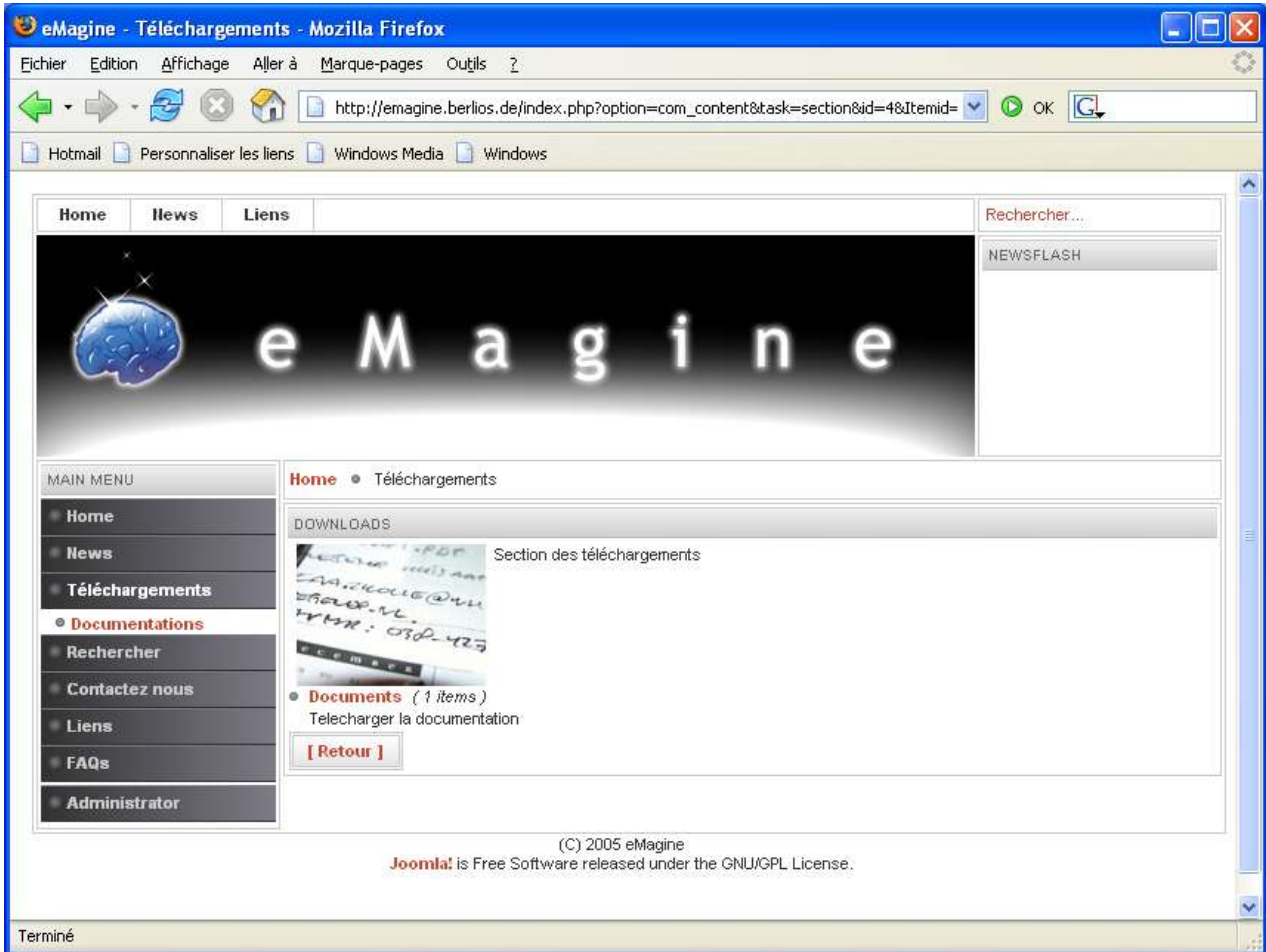 eMagine - Téléchargements - Mozilla Firefox
Fichier Edition Affichage Aller à Marque-pages Outils ?
http://emagine.berlios.de/index.php?option=com_content&task=section&id=4&Itemid= OK G
Hotmail Personnaliser les liens Windows Media Windows
Home News Liens
Rechercher...
NEWSFLASH
eMagine
MAIN MENU
Home
News
Téléchargements
Documentations
Rechercher
Contactez nous
Liens
FAQs
Administrator
Home Téléchargements
DOWNLOADS
Section des téléchargements
Documents ( 1 items )
Telecharger la documentation
[ Retour ]
(C) 2005 eMagine
Joomla! is Free Software released under the GNU/GPL License.
Terminé